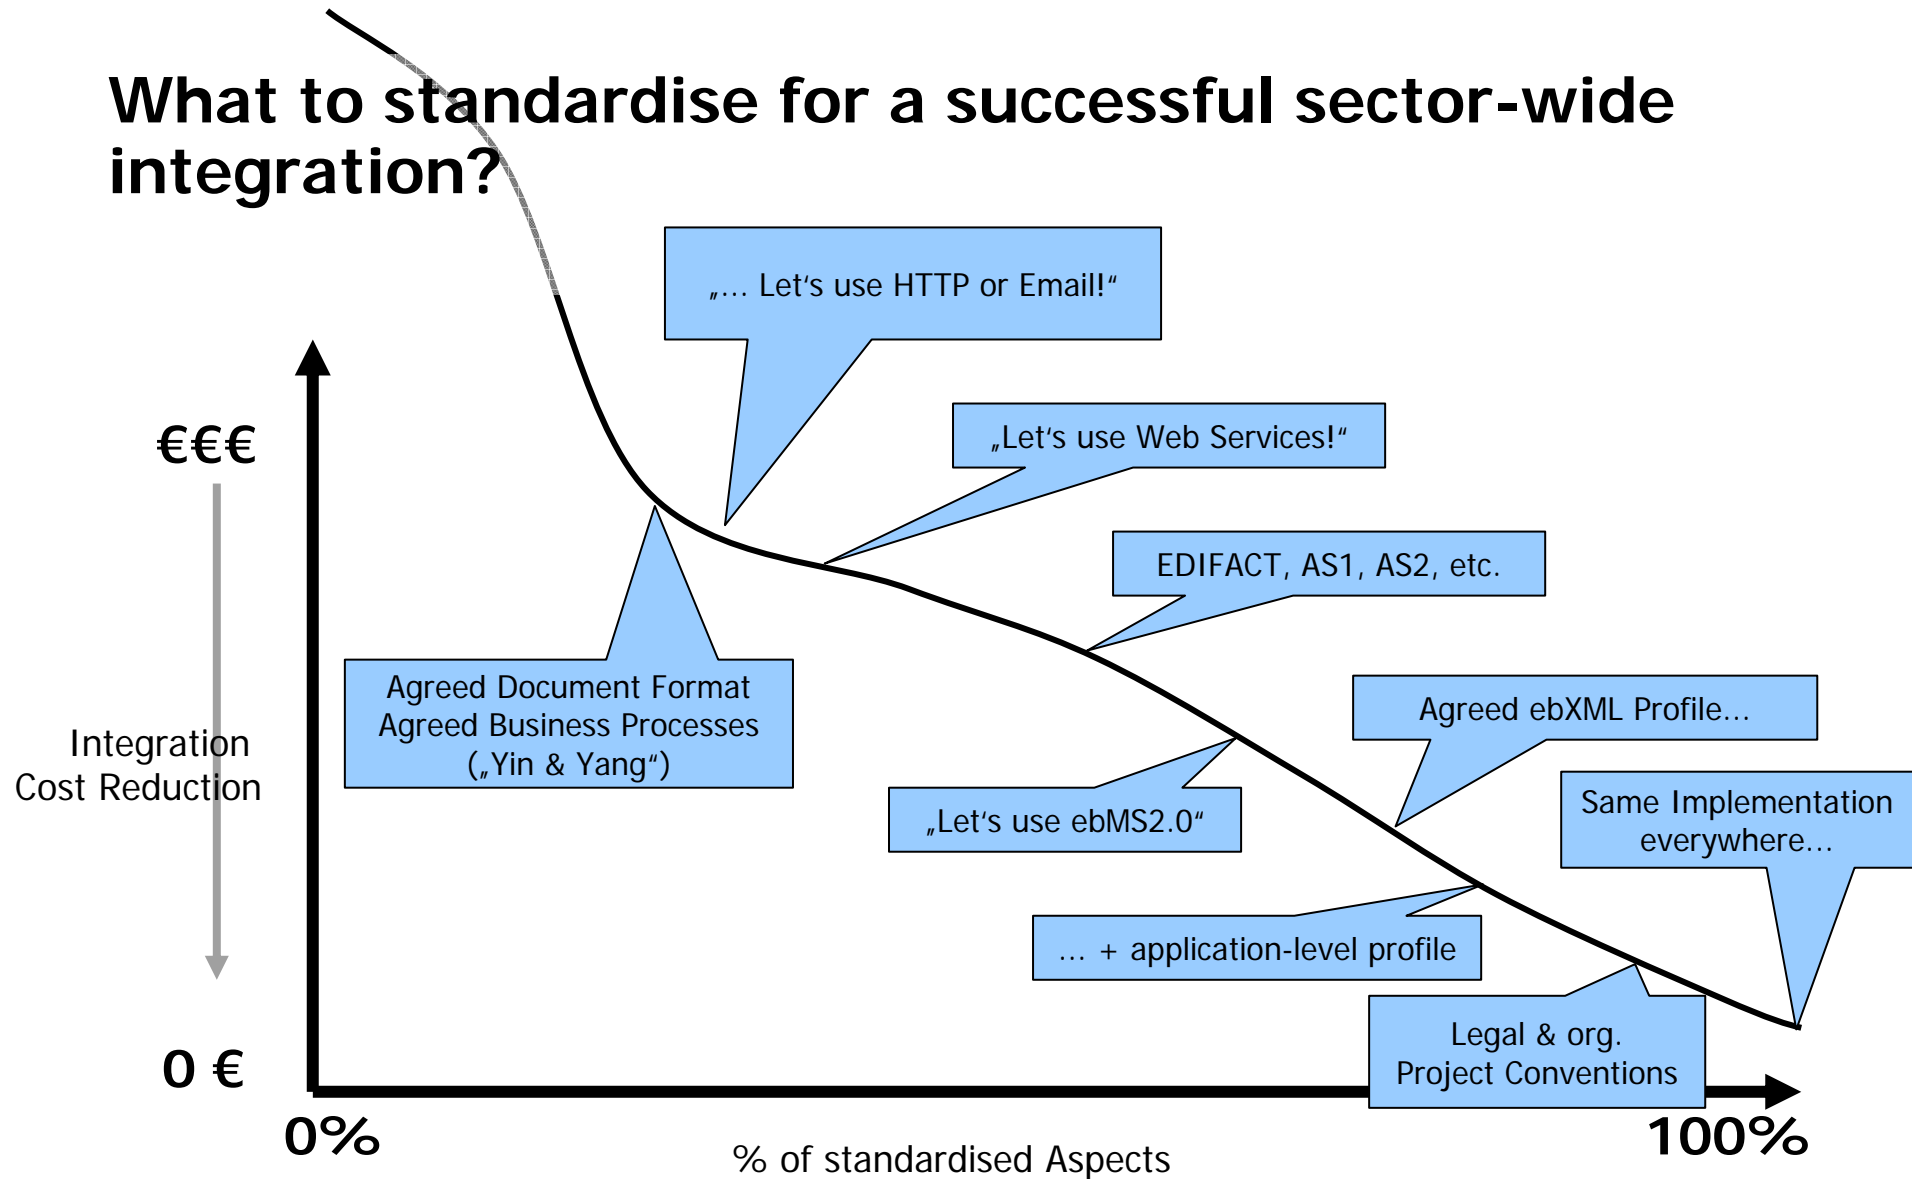 What to standardise for a successful sector-wide
integration?
„… Let‘s use HTTP or Email!“
„Let‘s use Web Services!“
€€€
EDIFACT, AS1, AS2, etc.
Agreed Document Format
Agreed Business Processes
(„Yin & Yang“)
Agreed ebXML Profile…
Integration
Cost Reduction
„Let‘s use ebMS2.0“
Same Implementation
everywhere…
… + application-level profile
Legal & org.
Project Conventions
0 €
0%
100%
% of standardised Aspects